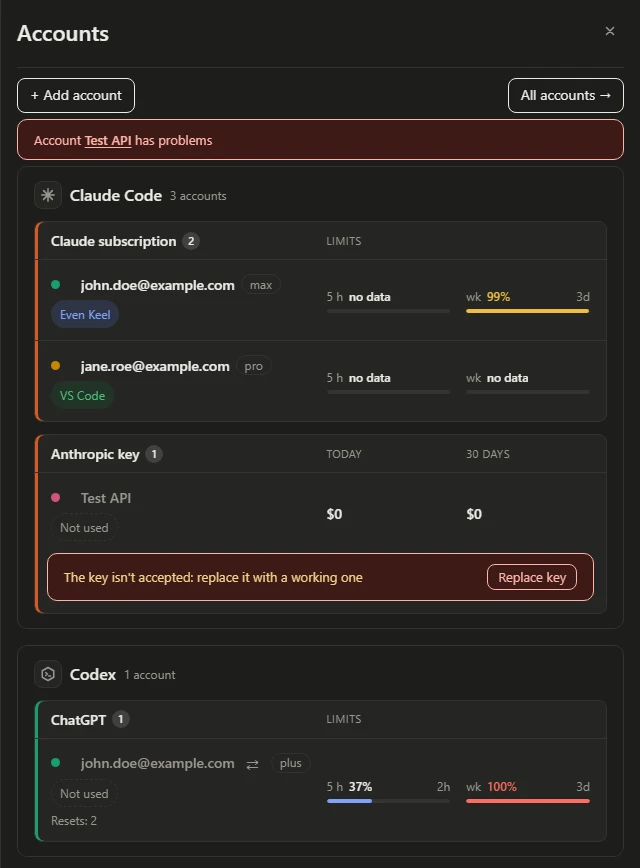 Accounts
×
+ Add account
All accounts →
Account Test API has problems
Claude Code 3 accounts
Claude subscription 2 LIMITS
john.doe@example.com max
5 h no data wk 99% 3d
Even Keel
jane.roe@example.com pro
5 h no data wk no data
VS Code
Anthropic key 1 TODAY 30 DAYS
Test API
$0 $0
Not used
The key isn't accepted: replace it with a working one Replace key
Codex 1 account
ChatGPT 1 LIMITS
john.doe@example.com ⇄ plus
5 h 37% 2h wk 100% 3d
Not used
Resets: 2